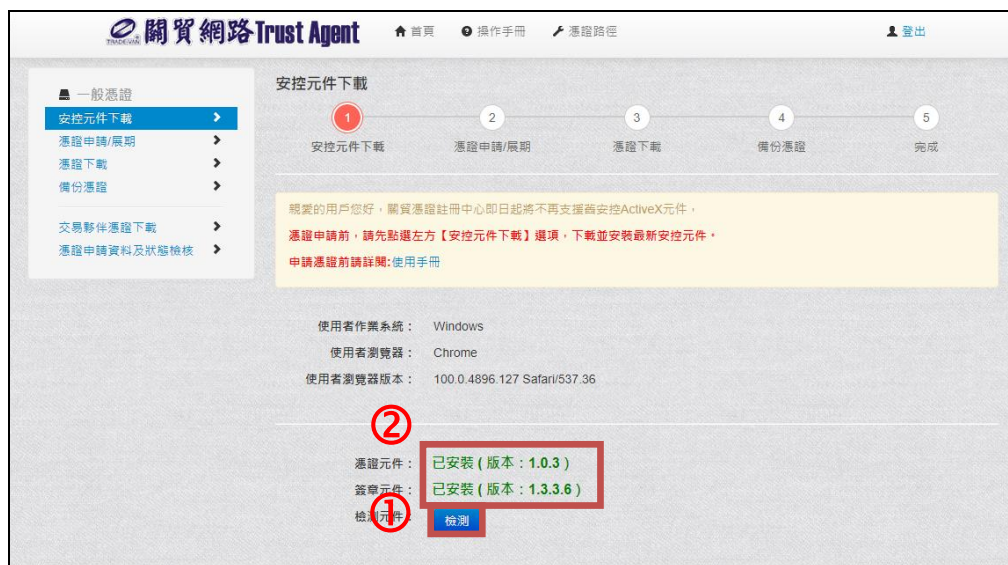 TRADEVAN 關貿網路Trust Agent 首頁 操作手冊 憑證路徑 登出
一般憑證
安控元件下載
憑證申請/展期
憑證下載
備份憑證
交易夥伴憑證下載
憑證申請資料及狀態檢核
安控元件下載
1 2 3 4 5
安控元件下載 憑證申請/展期 憑證下載 備份憑證 完成
親愛的用戶您好，關貿憑證註冊中心即日起將不再支援舊安控ActiveX元件，
憑證申請前，請先點選左方【安控元件下載】選項，下載並安裝最新安控元件。
申請憑證前請詳閱:使用手冊
使用者作業系統： Windows
使用者瀏覽器： Chrome
使用者瀏覽器版本： 100.0.4896.127 Safari/537.36
②
憑證元件： 已安裝 ( 版本：1.0.3 )
簽章元件： 已安裝 ( 版本：1.3.3.6 )
①
檢測元件： 檢測